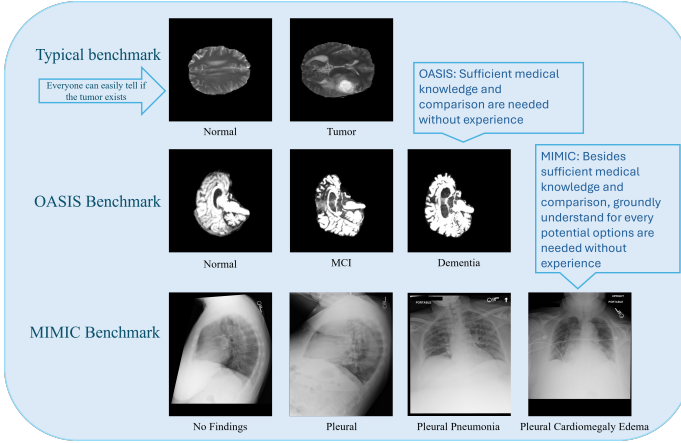 Typical benchmark
Everyone can easily tell if
the tumor exists
Normal
Tumor
OASIS: Sufficient medical
knowledge and
comparison are needed
without experience
OASIS Benchmark
Normal
MCI
Dementia
MIMIC: Besides
sufficient medical
knowledge and
comparison, groundly
understand for every
potential options are
needed without
experience
MIMIC Benchmark
PORTABLE
PORTABLE
No Findings
Pleural
Pleural Pneumonia
Pleural Cardiomegaly Edema